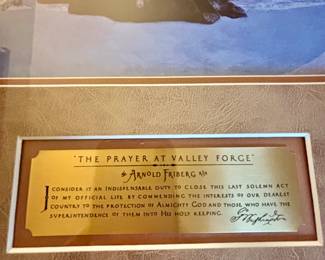 "THE PRAYER AT VALLEY FORGE"
By ARNOLD FRIBERG
I CONSIDER IT AN INDISPENSABLE DUTY TO CLOSE THIS LAST SOLEMN ACT
OF MY OFFICIAL LIFE BY COMMENDING THE INTERESTS OF OUR DEAREST
COUNTRY TO THE PROTECTION OF ALMIGHTY GOD AND THOSE WHO HAVE THE
SUPERINTENDENCE OF THEM INTO HIS HOLY KEEPING.
G Washington